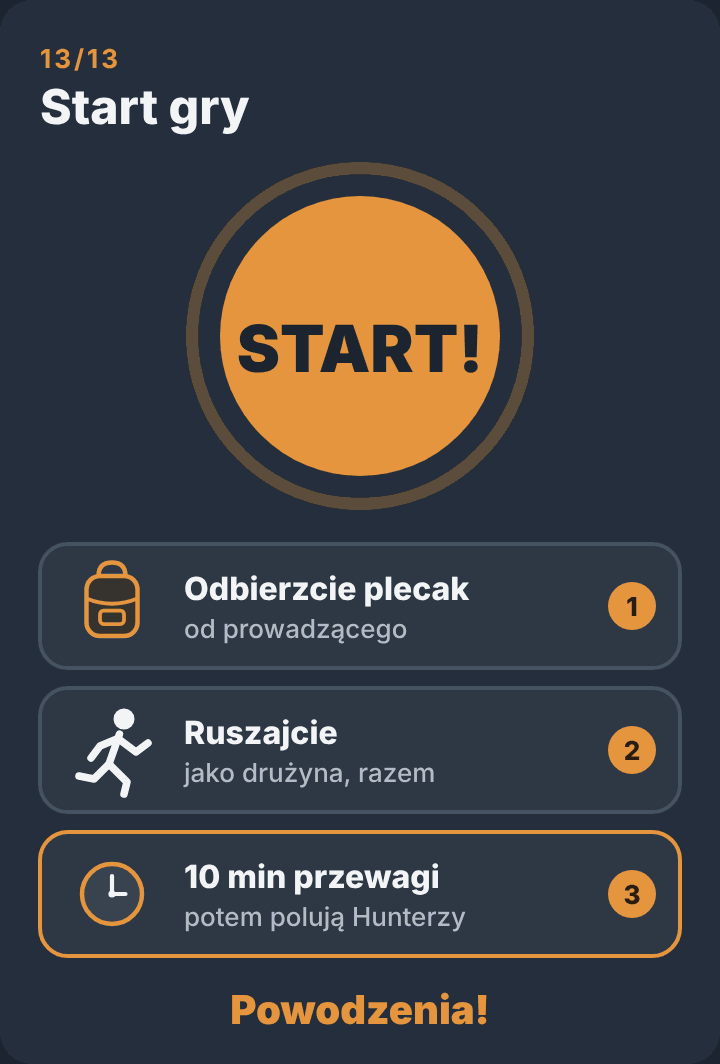 13/13
Start gry
START!
Odbierzcie plecak
od prowadzącego
1
Ruszajcie
jako drużyna, razem
2
10 min przewagi
potem polują Hunterzy
3
Powodzenia!